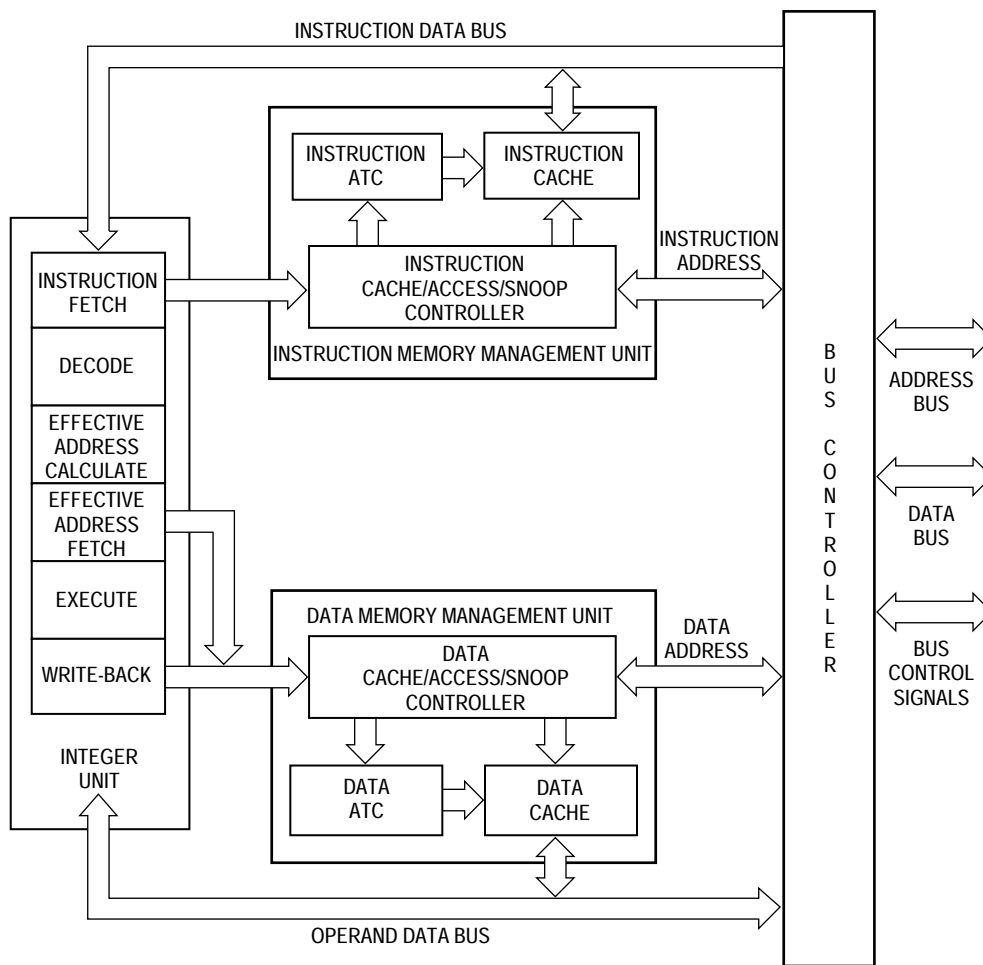 INSTRUCTION DATA BUS
INSTRUCTION
ATC
INSTRUCTION
CACHE
INSTRUCTION
CACHE/ACCESS/SNOOP
CONTROLLER
INSTRUCTION MEMORY MANAGEMENT UNIT
INSTRUCTION
ADDRESS
INSTRUCTION
FETCH
DECODE
EFFECTIVE
ADDRESS
CALCULATE
EFFECTIVE
ADDRESS
FETCH
EXECUTE
WRITE-BACK
INTEGER
UNIT
DATA MEMORY MANAGEMENT UNIT
DATA
CACHE/ACCESS/SNOOP
CONTROLLER
DATA
ATC
DATA
CACHE
DATA
ADDRESS
OPERAND DATA BUS
BUS CONTROLLER
ADDRESS
BUS
DATA
BUS
BUS
CONTROL
SIGNALS